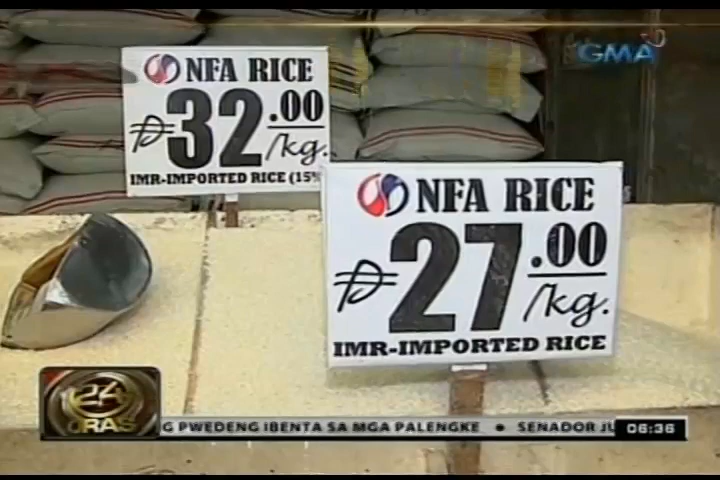 GMA
NFA RICE
₱32.00
/kg.
IMR-IMPORTED RICE (15%
NFA RICE
₱27.00
/kg.
IMR-IMPORTED RICE
24
ORAS
G PWEDENG IBENTA SA MGA PALENGKE • SENADOR JU
06:36